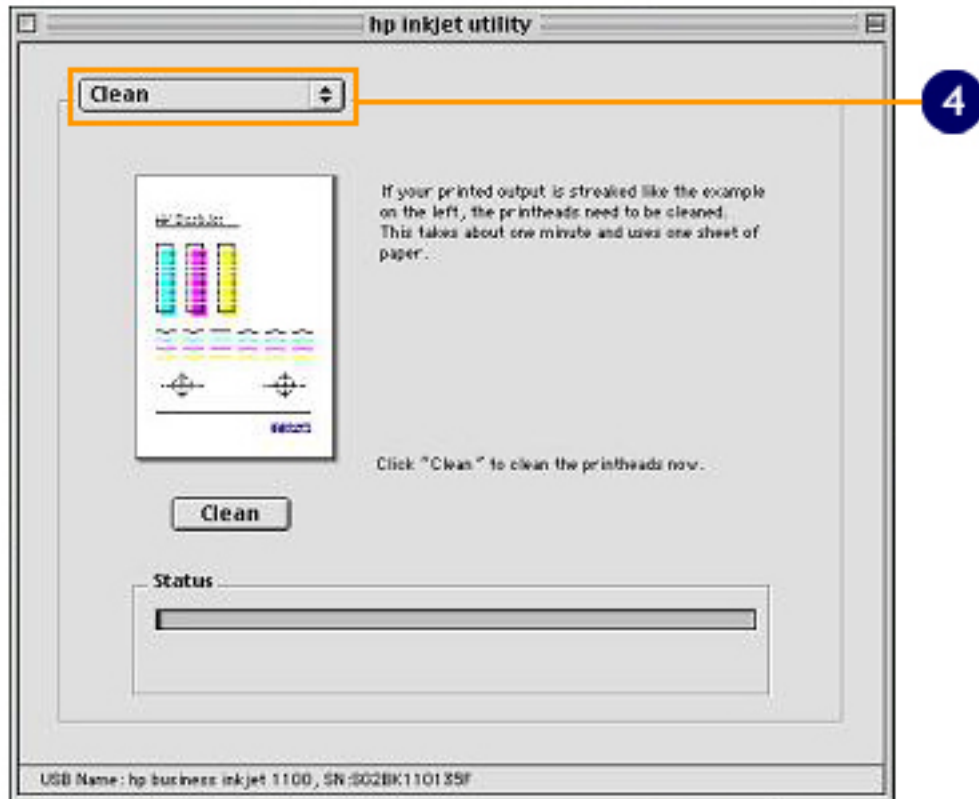 hp inkjet utility
Clean
4
If your printed output is streaked like the example
on the left, the printheads need to be cleaned.
This takes about one minute and uses one sheet of
paper.
Click "Clean" to clean the printheads now.
Clean
Status
USB Name: hp business inkjet 1100, SN:SG2BK110135F